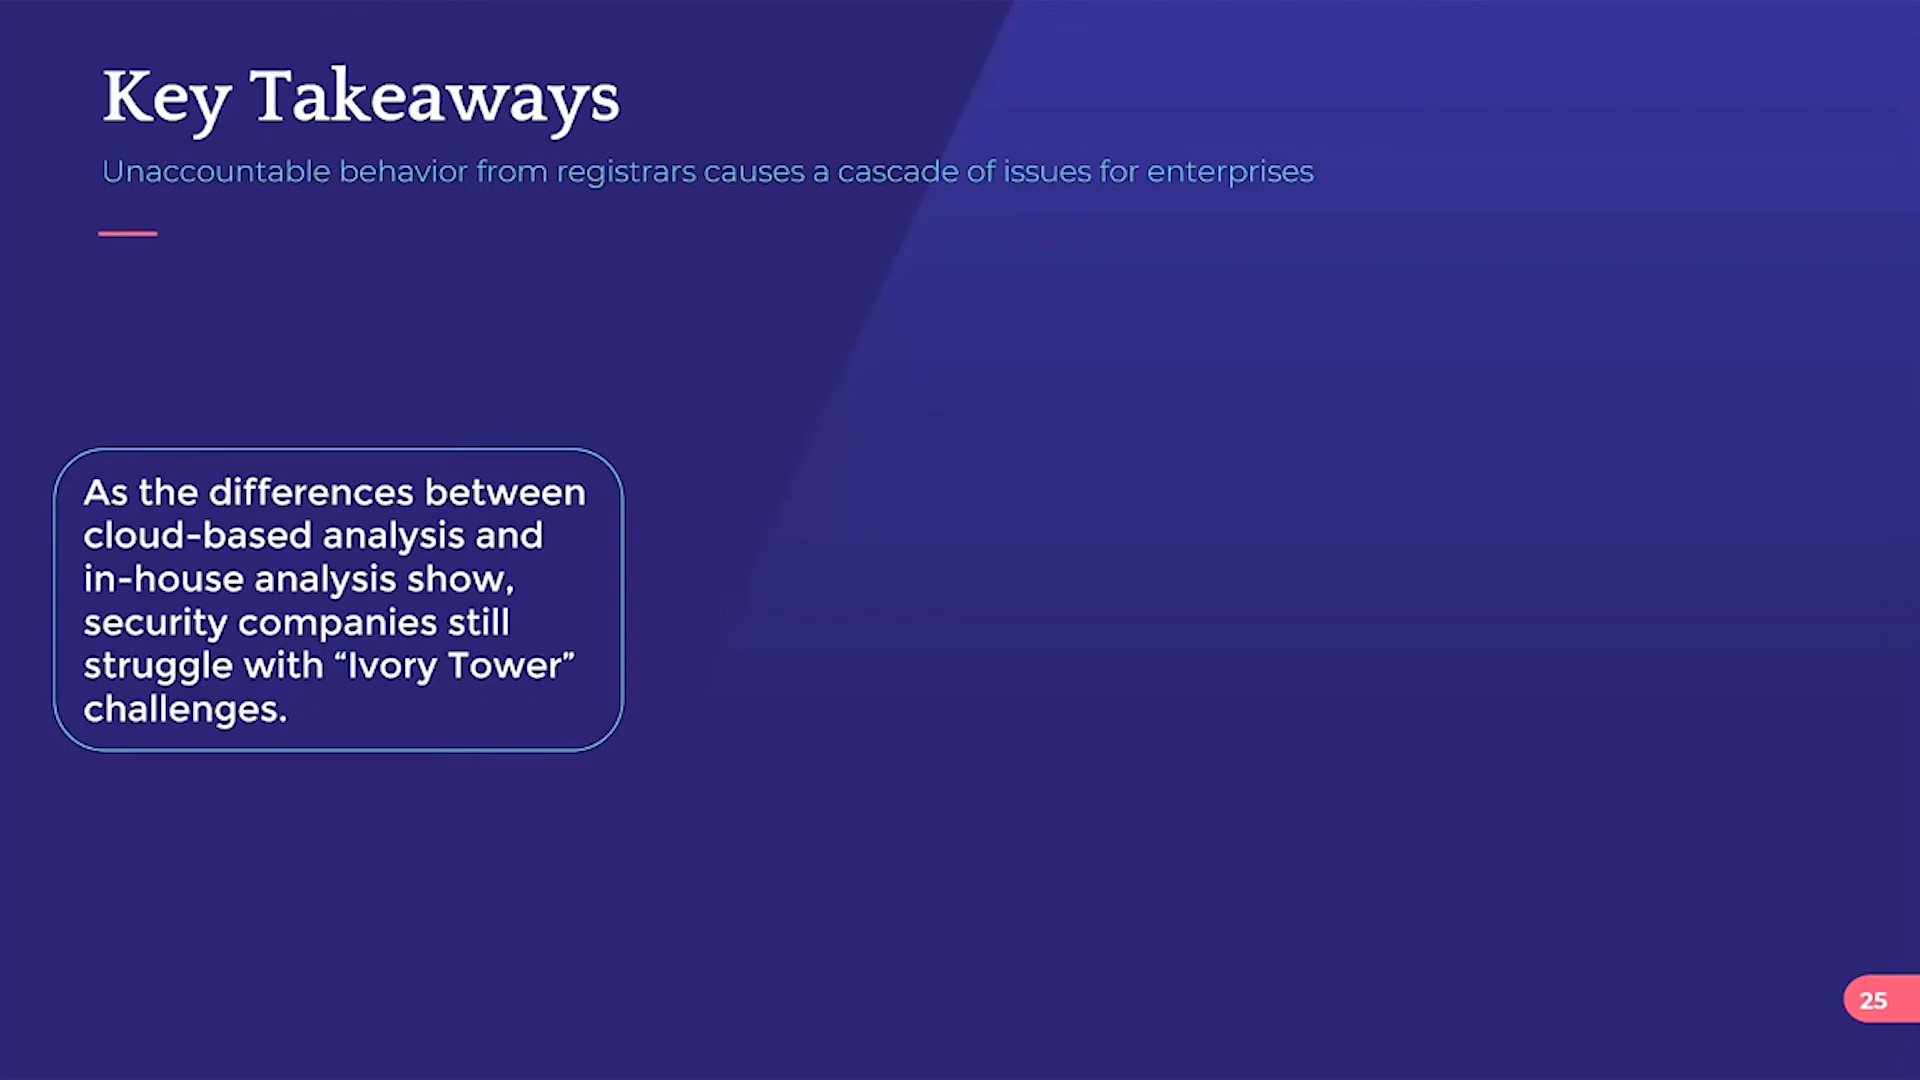 Key Takeaways
Unaccountable behavior from registrars causes a cascade of issues for enterprises
As the differences between
cloud-based analysis and
in-house analysis show,
security companies still
struggle with “Ivory Tower”
challenges.
25